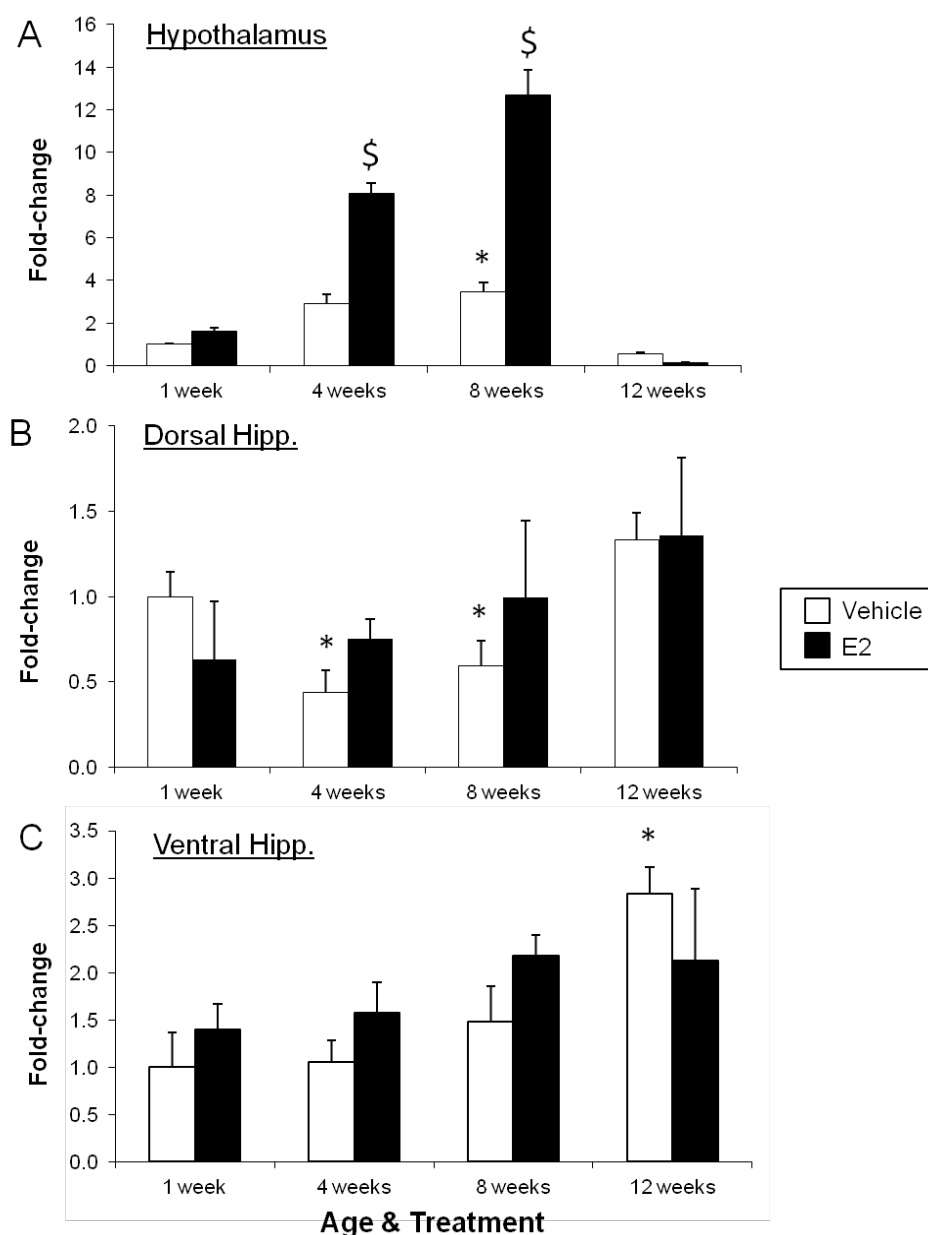 A
Hypothalamus
Fold-change
16
14
12
10
8
6
4
2
0
$
*
$
1 week
4 weeks
8 weeks
12 weeks
B
Dorsal Hipp.
Fold-change
2.0
1.5
1.0
0.5
0.0
*
*
1 week
4 weeks
8 weeks
12 weeks
Vehicle
E2
C
Ventral Hipp.
Fold-change
3.5
3.0
2.5
2.0
1.5
1.0
0.5
0.0
*
1 week
4 weeks
8 weeks
12 weeks
Age & Treatment